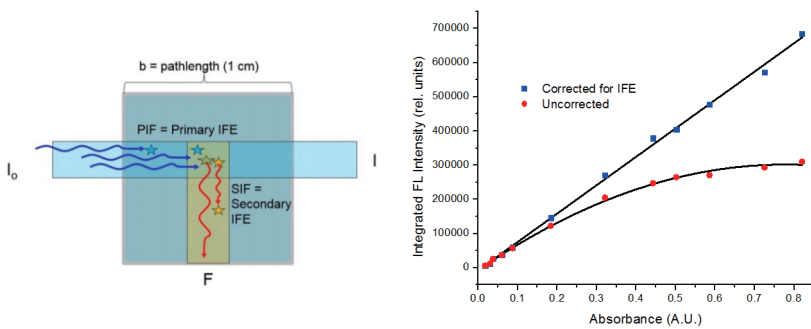 b = pathlength (1 cm)
PIF = Primary IFE
Io
I
SIF =
Secondary
IFE
F
Integrated FL Intensity (rel. units)
700000
600000
500000
400000
300000
200000
100000
0
Corrected for IFE
Uncorrected
0.0 0.1 0.2 0.3 0.4 0.5 0.6 0.7 0.8
Absorbance (A.U.)